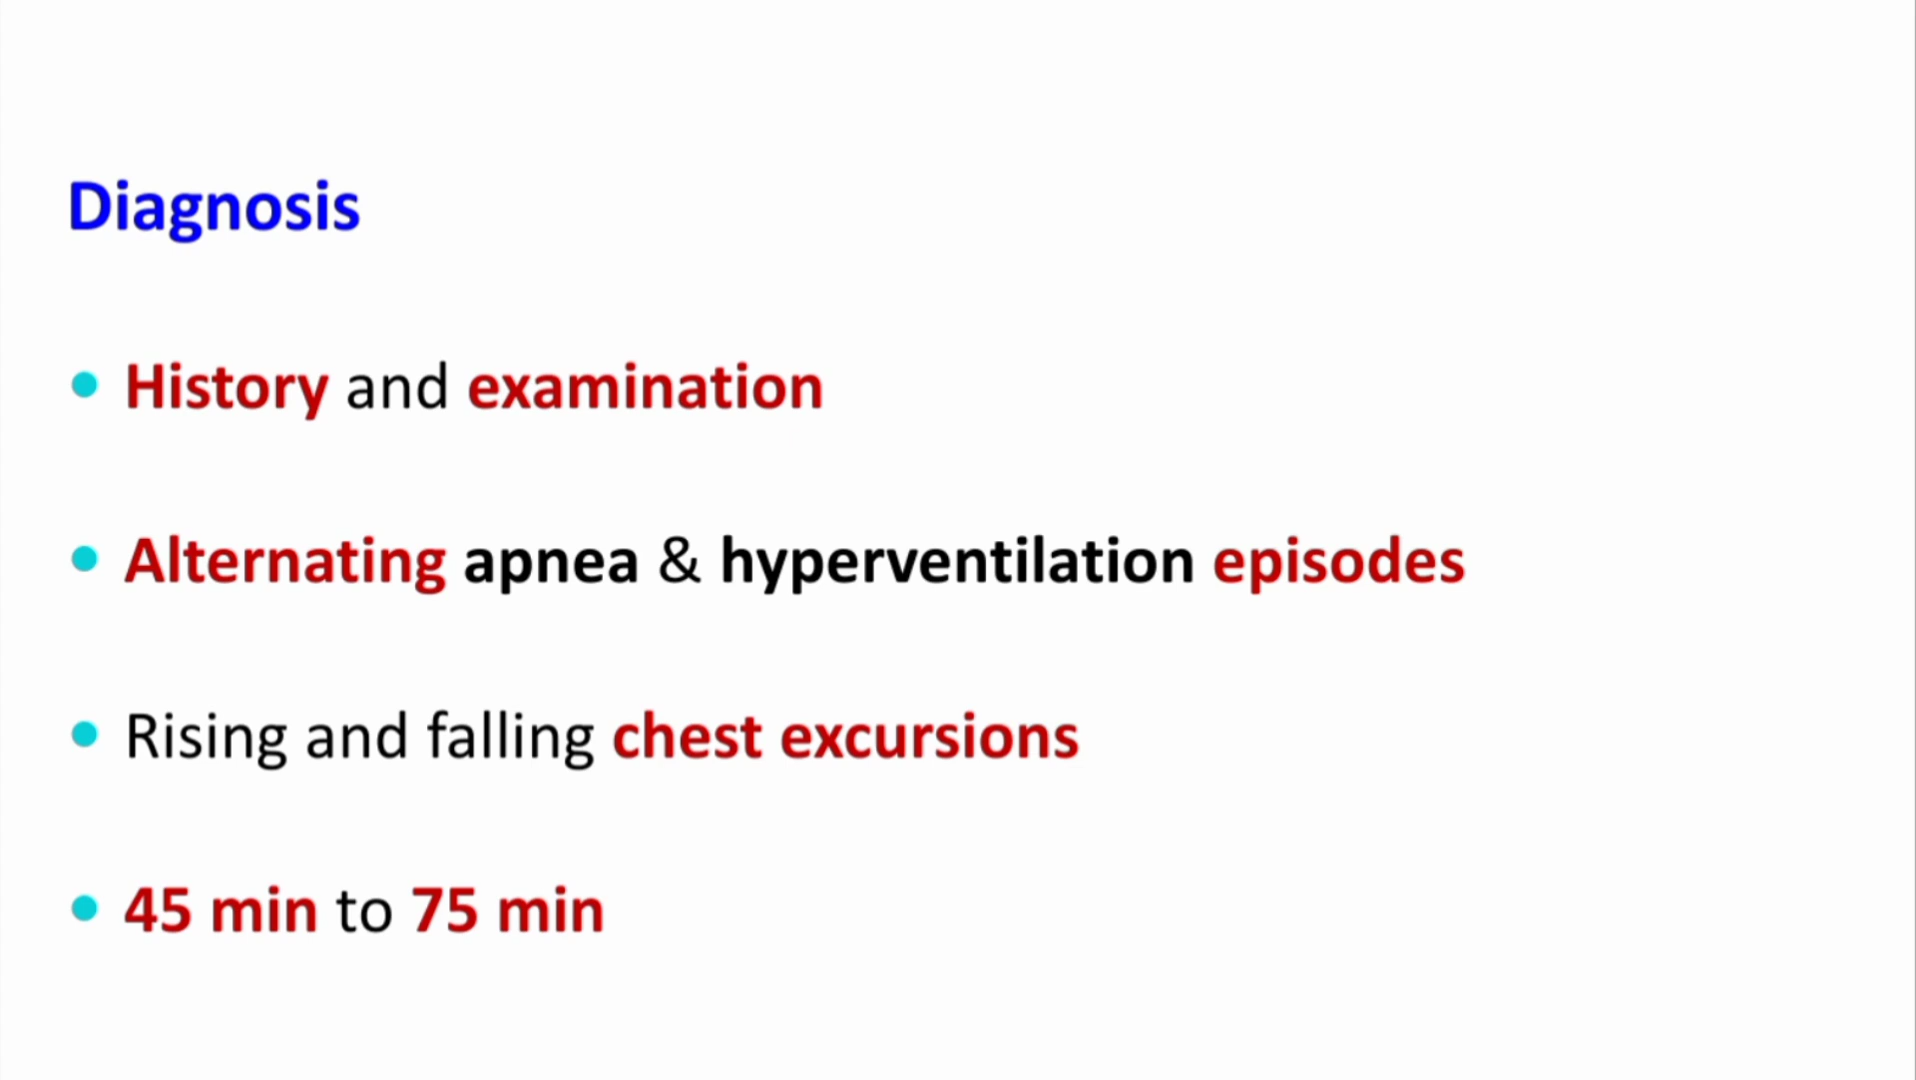 Diagnosis
• History and examination
• Alternating apnea & hyperventilation episodes
• Rising and falling chest excursions
• 45 min to 75 min